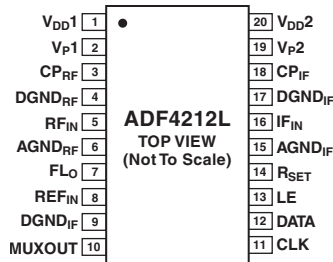 VDD1 1
VP1 2
CPRF 3
DGNDRF 4
RFIN 5
AGNDRF 6
FLO 7
REFIN 8
DGNDIF 9
MUXOUT 10
ADF4212L
TOP VIEW
(Not To Scale)
20 VDD2
19 VP2
18 CPIF
17 DGNDIF
16 IFIN
15 AGNDIF
14 RSET
13 LE
12 DATA
11 CLK